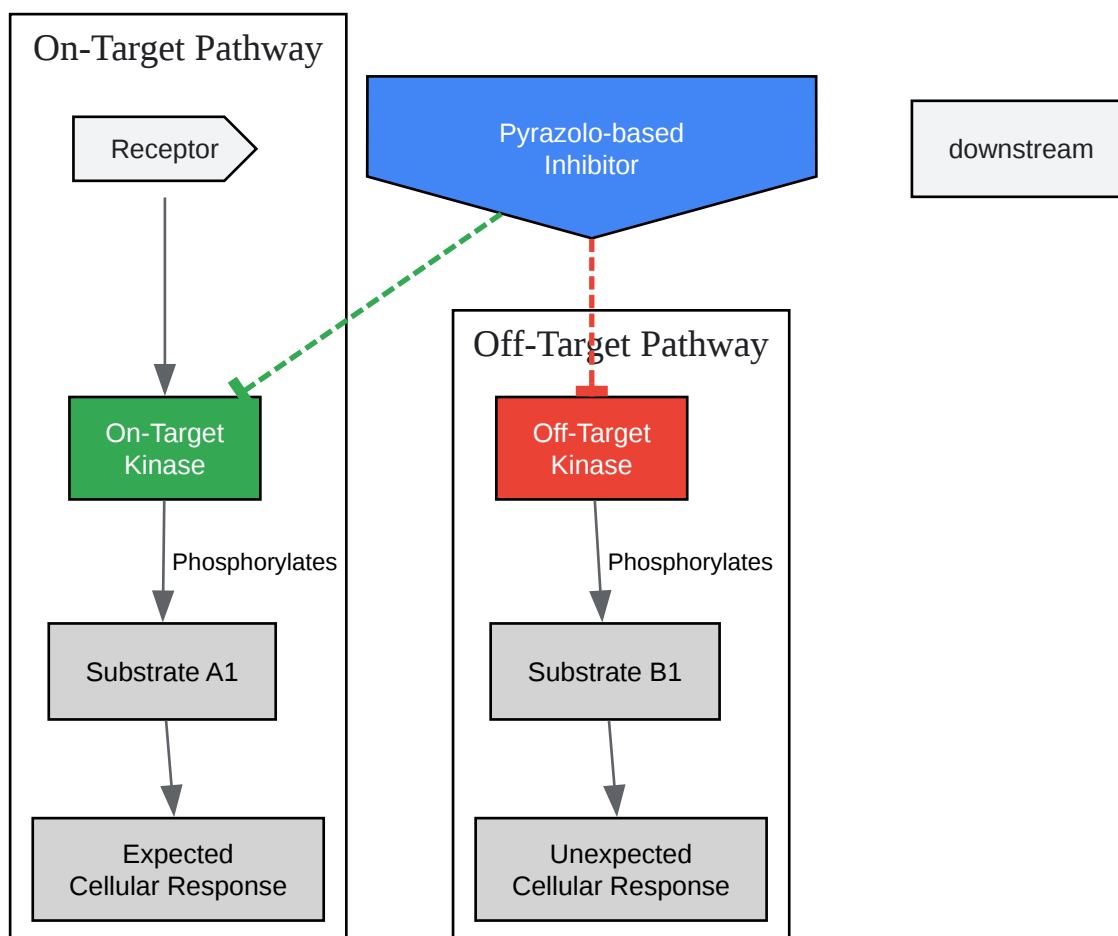 On-Target Pathway
Receptor
Pyrazolo-based
Inhibitor
downstream
Off-Target Pathway
On-Target
Kinase
Off-Target
Kinase
Phosphorylates
Phosphorylates
Substrate A1
Substrate B1
Expected
Cellular Response
Unexpected
Cellular Response